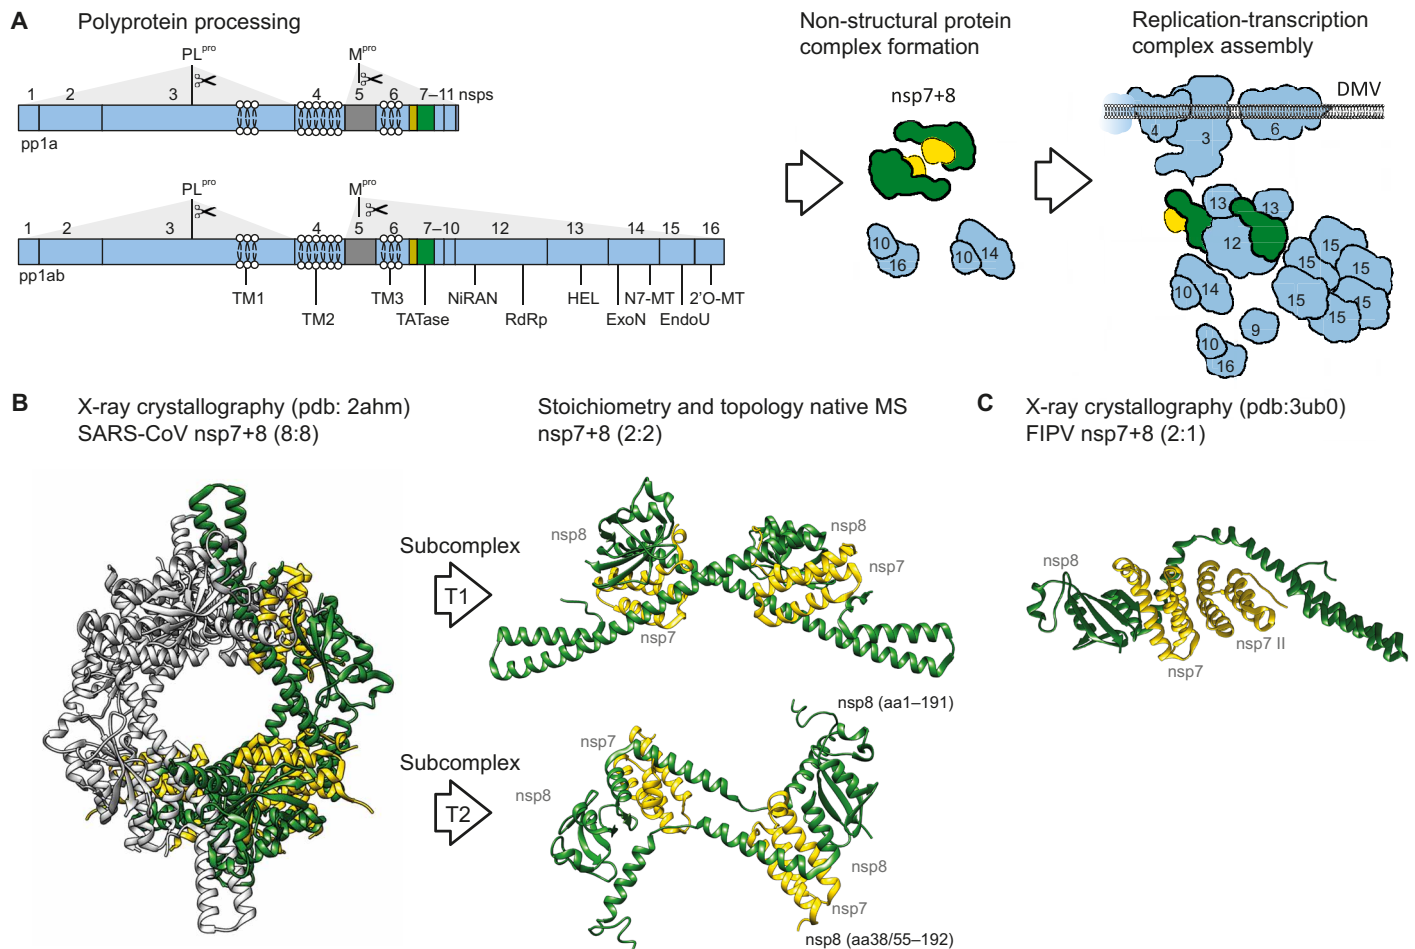 A Polyprotein processing
PLpro
Mpro
1 2 3 4 5 6 7–11 nsps
pp1a
PLpro
Mpro
1 2 3 4 5 6 7–10 12 13 14 15 16
pp1ab
TM1 TM2 TM3 TATase NiRAN RdRp HEL ExoN N7-MT EndoU 2'O-MT
Non-structural protein
complex formation
nsp7+8
10 16
10 14
Replication-transcription
complex assembly
DMV
4 3 6
13 13
12
15 15 15 15 15 15
10 14
9
10 16
B X-ray crystallography (pdb: 2ahm)
SARS-CoV nsp7+8 (8:8)
Stoichiometry and topology native MS
nsp7+8 (2:2)
Subcomplex
T1
nsp8
nsp8
nsp7
nsp7
nsp8 (aa1–191)
Subcomplex
T2
nsp7
nsp8
nsp8
nsp7
nsp8 (aa38/55–192)
C X-ray crystallography (pdb:3ub0)
FIPV nsp7+8 (2:1)
nsp8
nsp7 II
nsp7